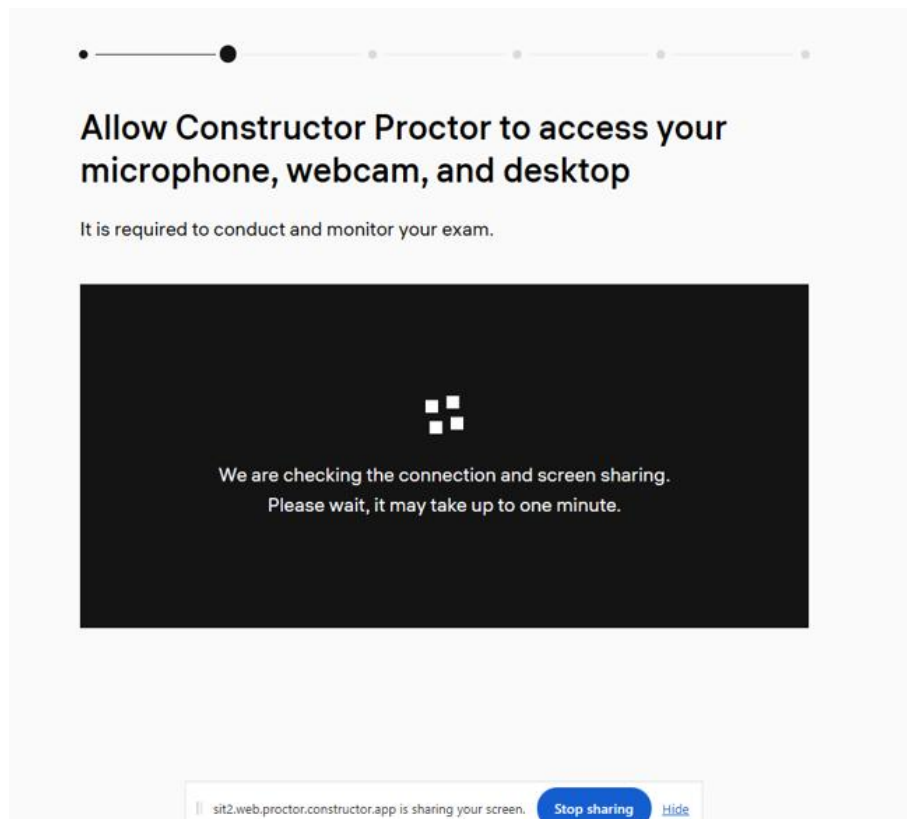 Allow Constructor Proctor to access your
microphone, webcam, and desktop
It is required to conduct and monitor your exam.
We are checking the connection and screen sharing.
Please wait, it may take up to one minute.
sit2.web.proctor.constructor.app is sharing your screen. Stop sharing Hide